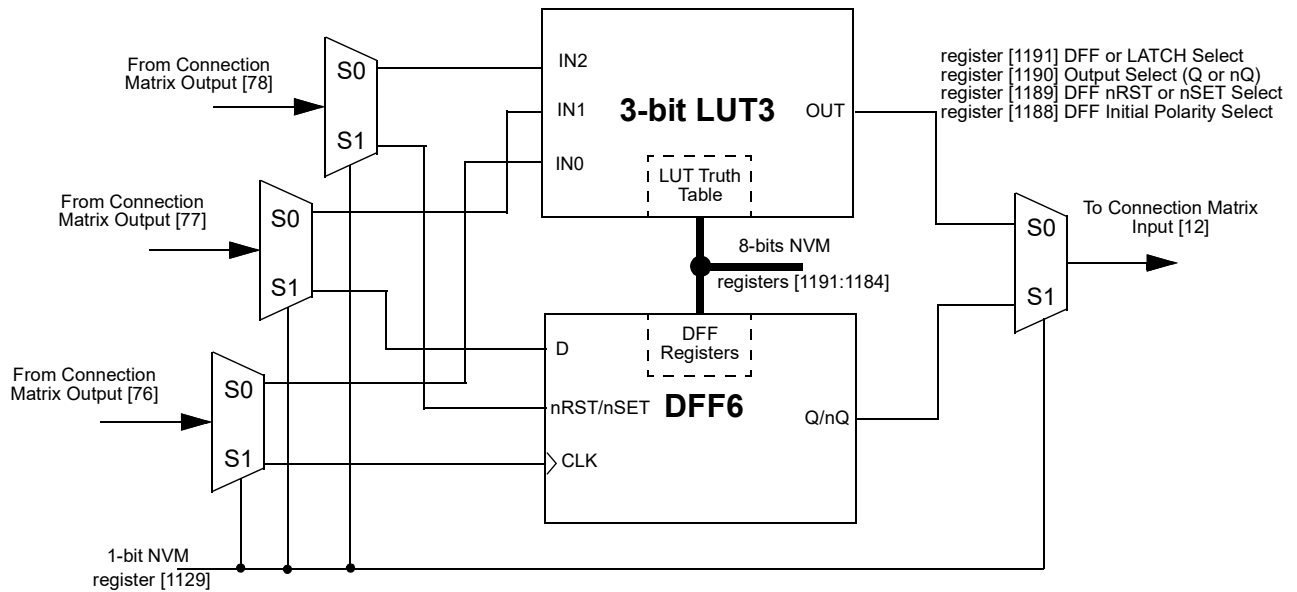 From Connection
Matrix Output [78]
S0
S1
IN2
IN1
IN0
3-bit LUT3
OUT
LUT Truth
Table
register [1191] DFF or LATCH Select
register [1190] Output Select (Q or nQ)
register [1189] DFF nRST or nSET Select
register [1188] DFF Initial Polarity Select
From Connection
Matrix Output [77]
S0
S1
8-bits NVM
registers [1191:1184]
To Connection Matrix
Input [12]
S0
S1
From Connection
Matrix Output [76]
S0
S1
D
nRST/nSET
CLK
DFF
Registers
DFF6
Q/nQ
1-bit NVM
register [1129]